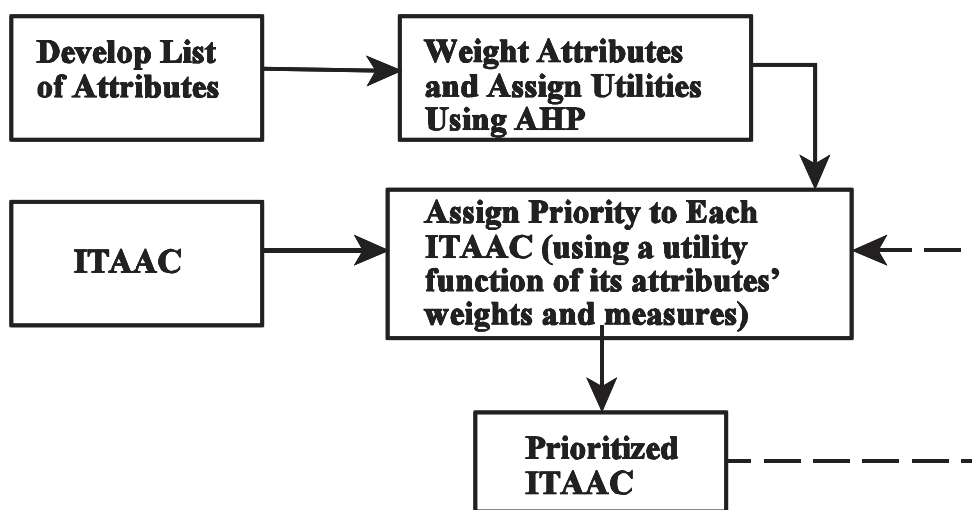 Develop List
of Attributes
Weight Attributes
and Assign Utilities
Using AHP
ITAAC
Assign Priority to Each
ITAAC (using a utility
function of its attributes’
weights and measures)
Prioritized
ITAAC